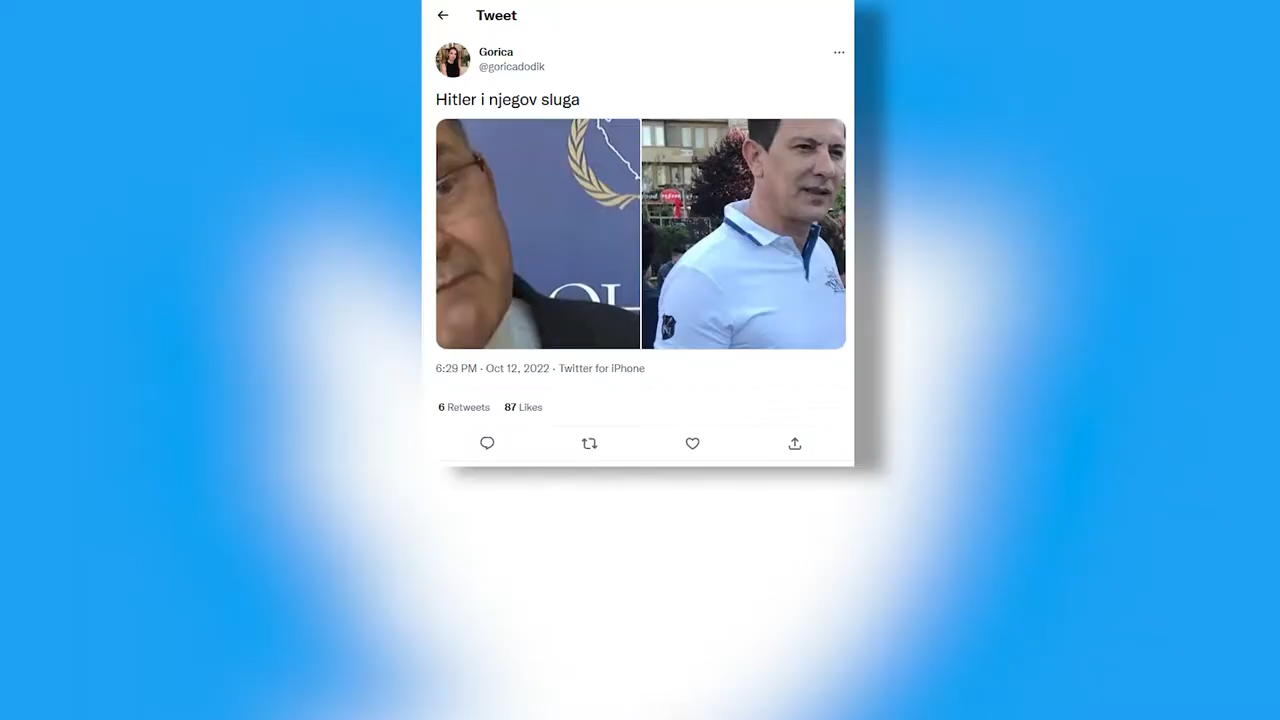 Tweet
Gorica
@goricadodik
Hitler i njegov sluga
6:29 PM · Oct 12, 2022 · Twitter for iPhone
6 Retweets 87 Likes